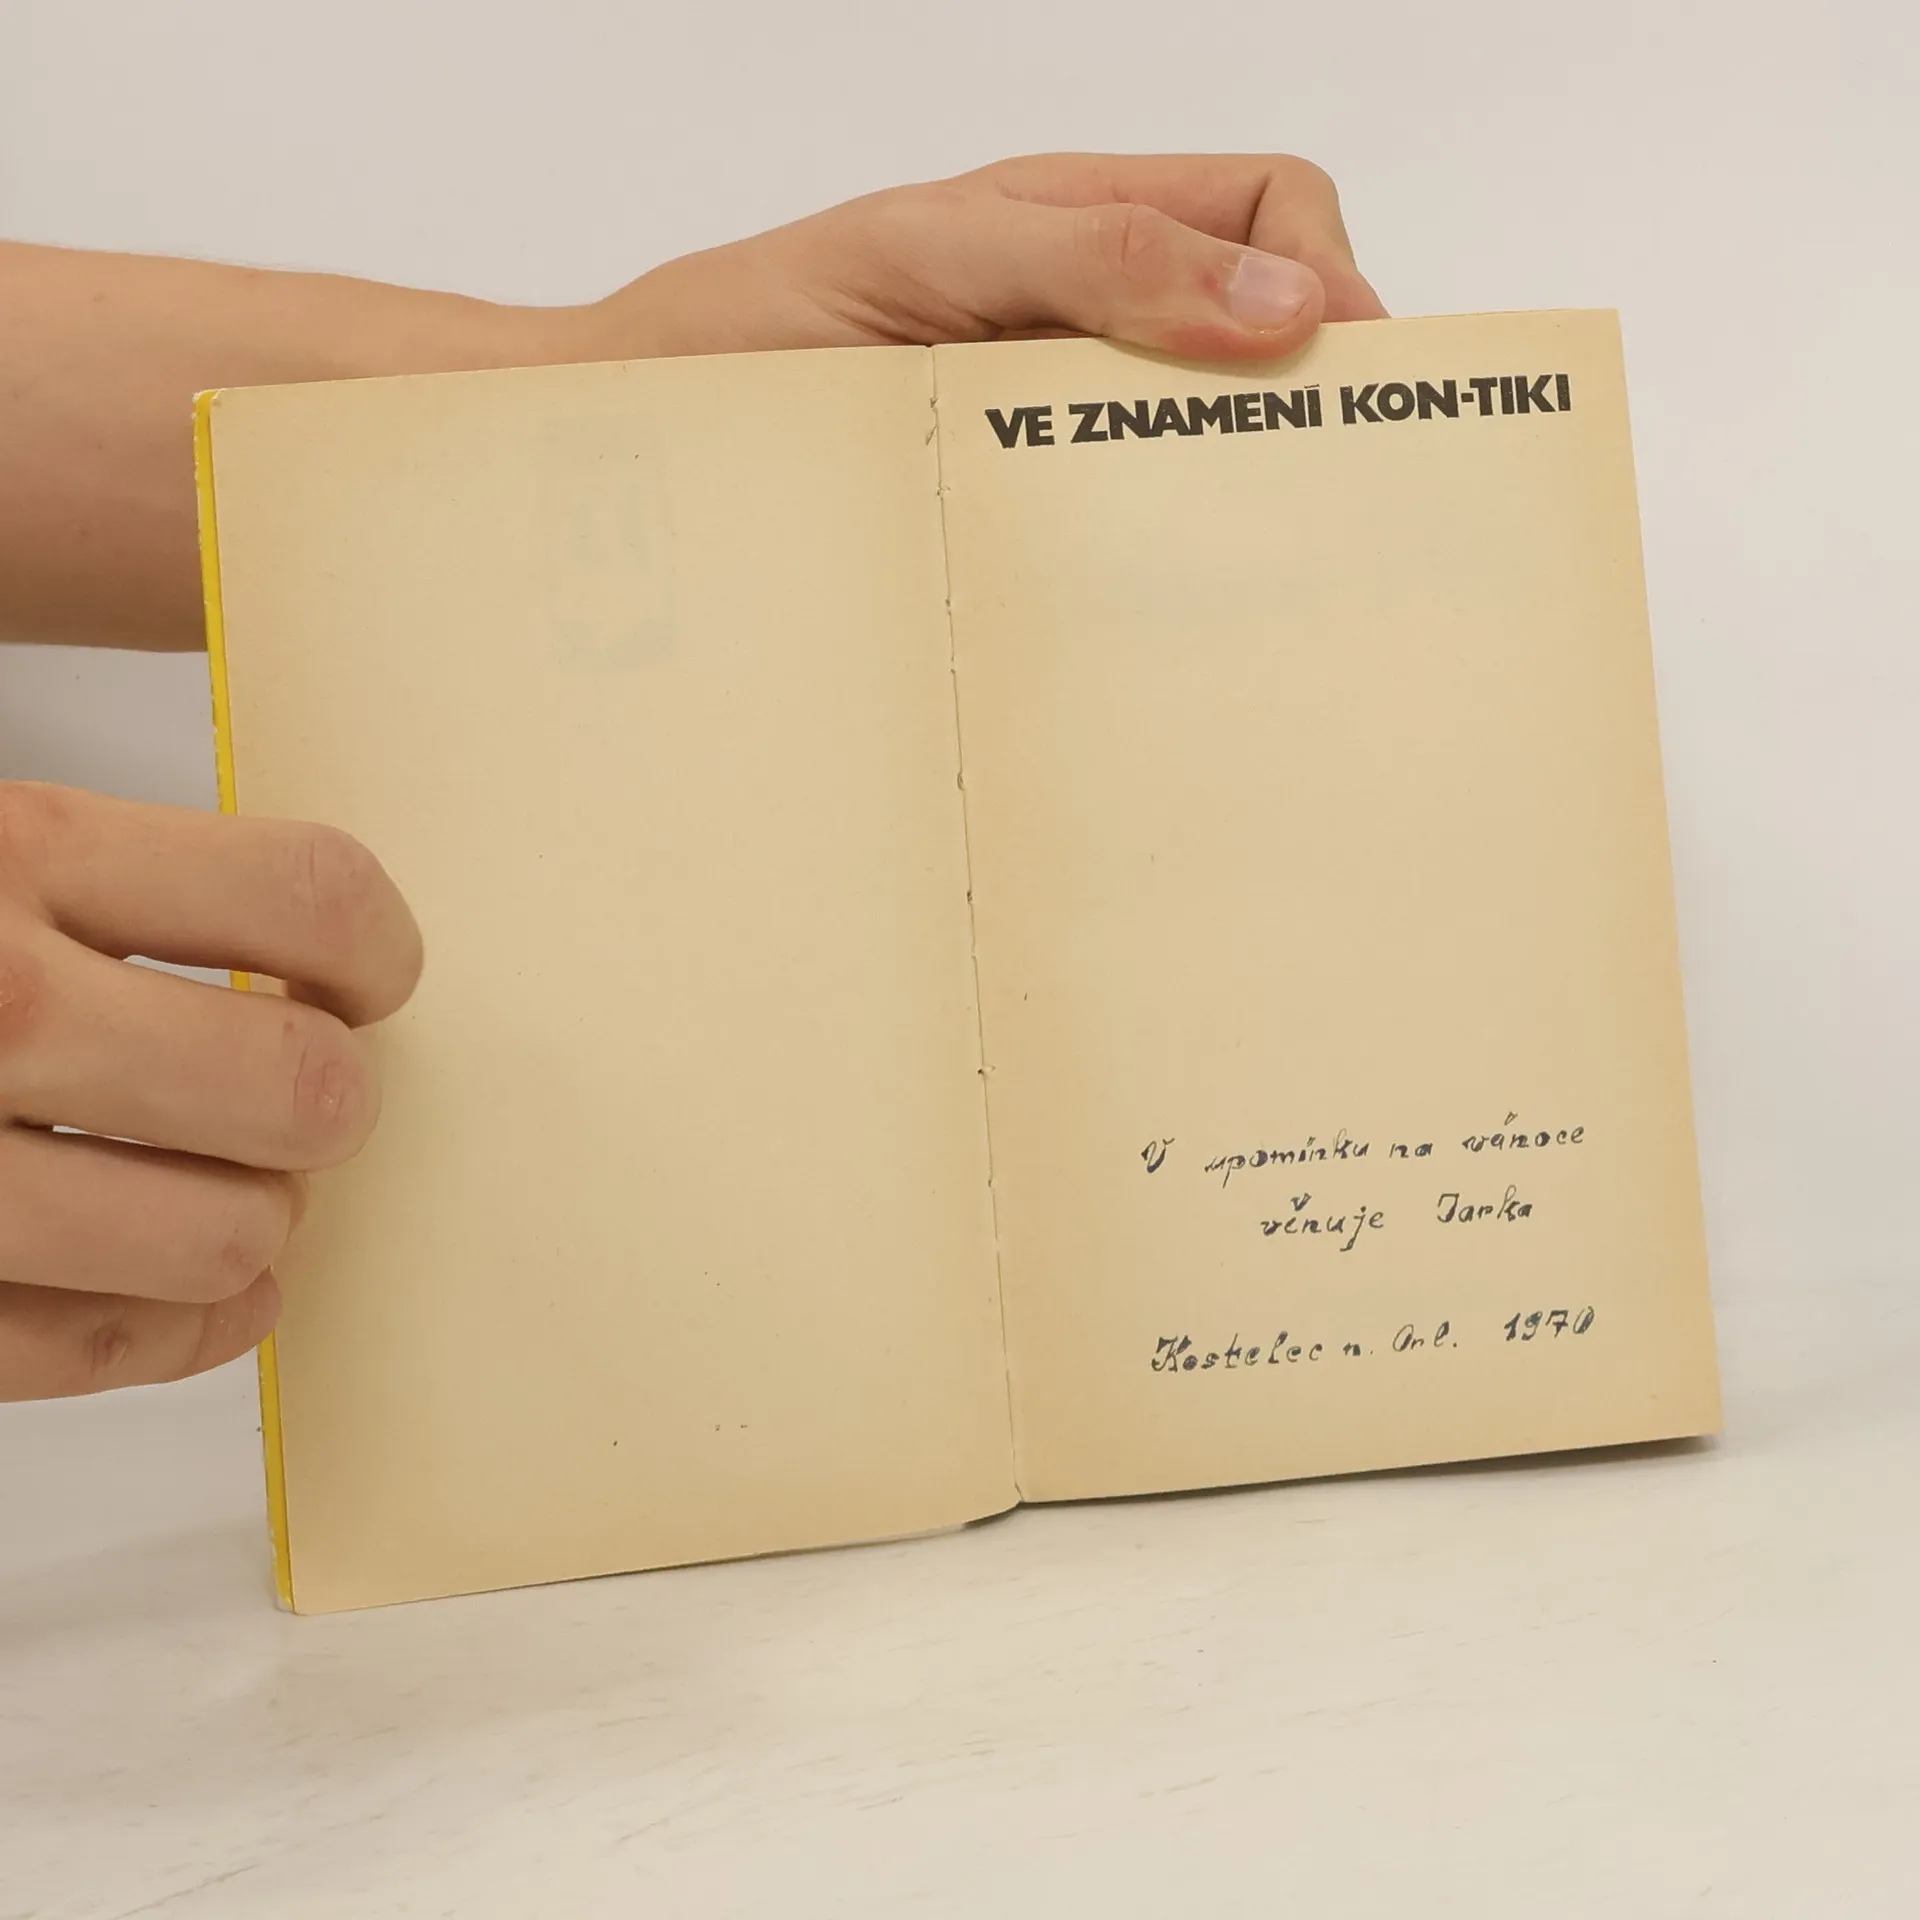 VE ZNAMENÍ KON-TIKI
V upomínku na vánoce
věnuje Jarka
Kostelec n. Orl. 1970